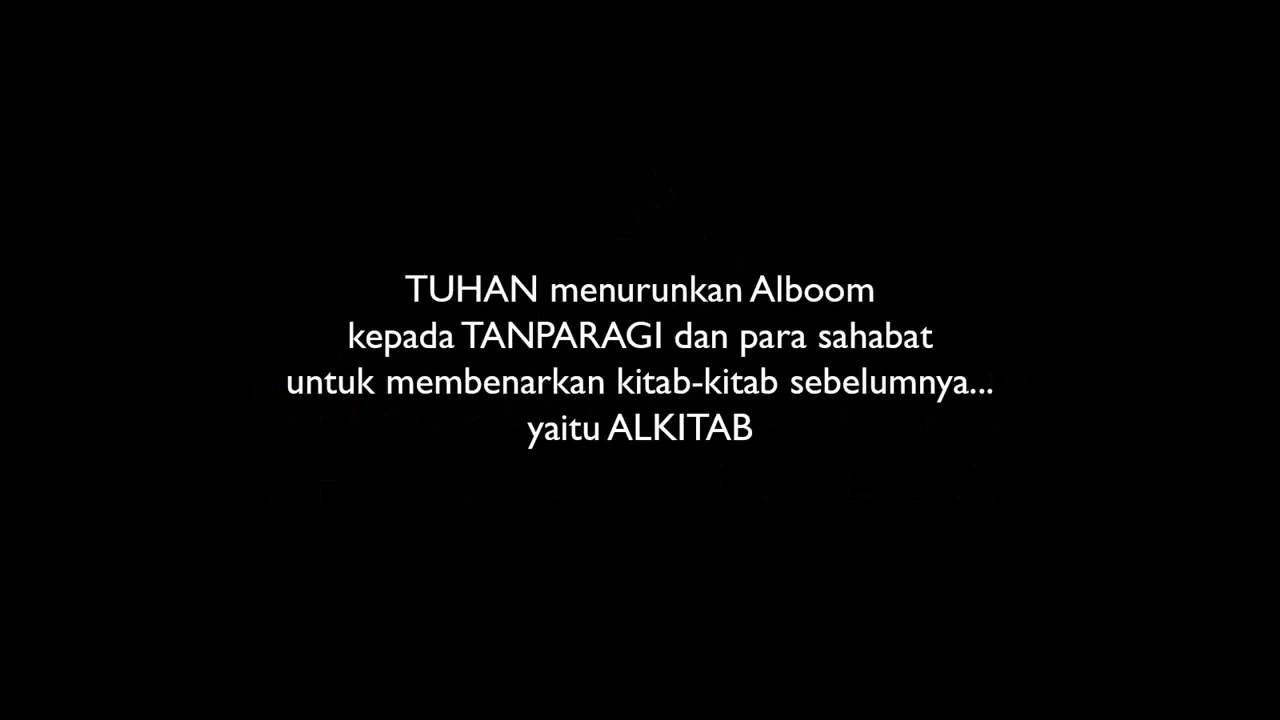 TUHAN menurunkan Alboom
kepada TANPARAGI dan para sahabat
untuk membenarkan kitab-kitab sebelumnya...
yaitu ALKITAB